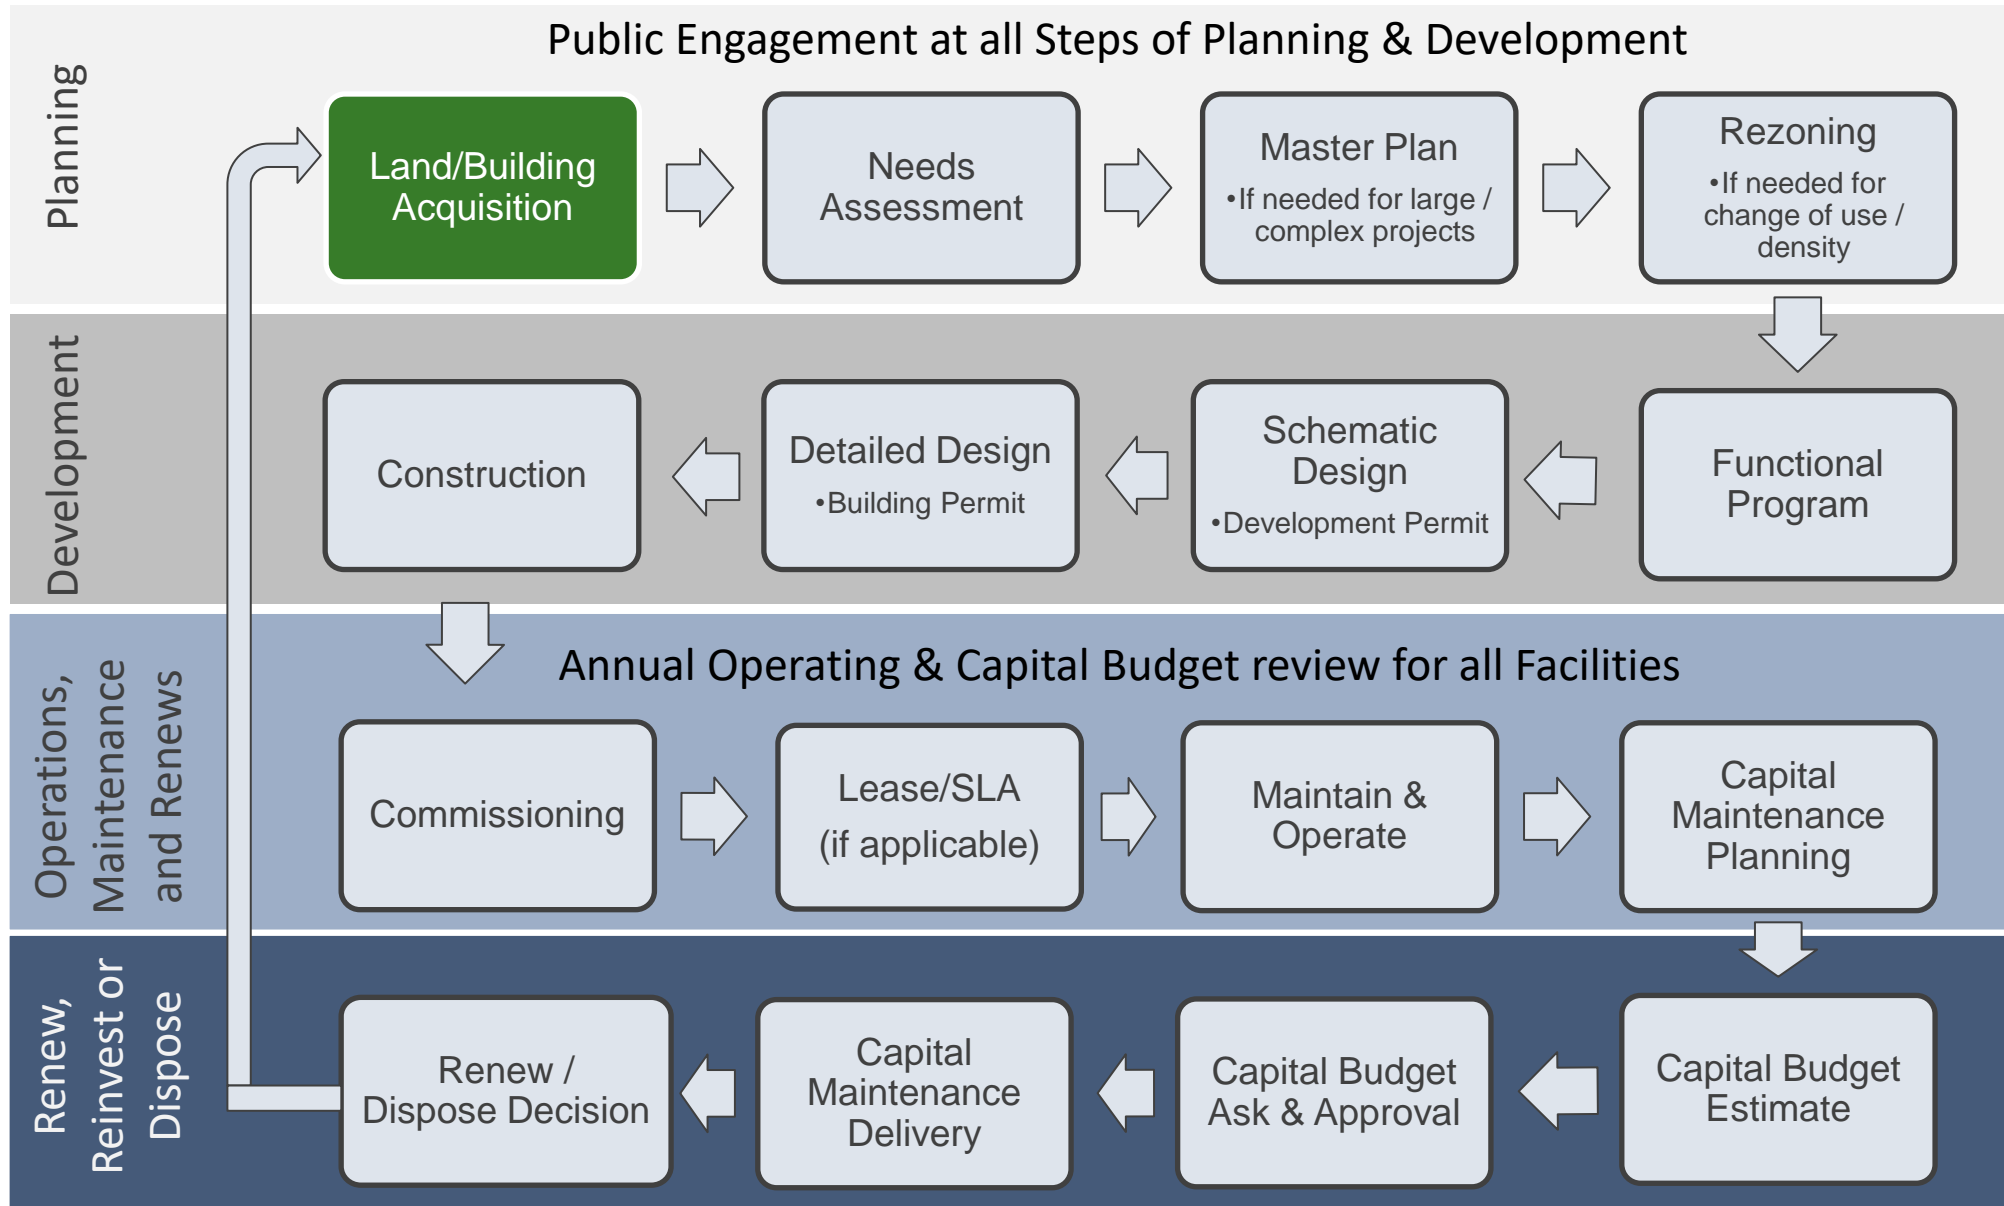 Public Engagement at all Steps of Planning & Development
Planning
Land/Building
Acquisition
Needs
Assessment
Master Plan
•If needed for large /
complex projects
Rezoning
•If needed for
change of use /
density
Development
Construction
Detailed Design
•Building Permit
Schematic
Design
•Development Permit
Functional
Program
Operations,
Maintenance
and Renews
Annual Operating & Capital Budget review for all Facilities
Commissioning
Lease/SLA
(if applicable)
Maintain &
Operate
Capital
Maintenance
Planning
Renew,
Reinvest or
Dispose
Renew /
Dispose Decision
Capital
Maintenance
Delivery
Capital Budget
Ask & Approval
Capital Budget
Estimate